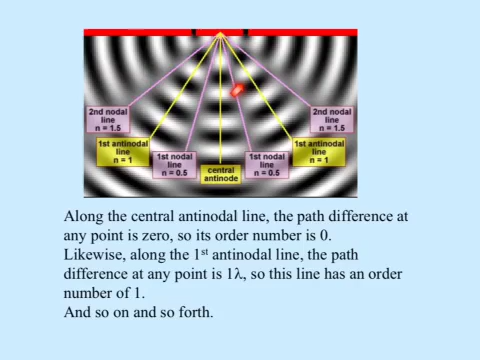 2nd nodal
line
n = 1.5
2nd nodal
line
n = 1.5
1st antinodal
line
n = 1
1st nodal
line
n = 0.5
central
antinode
1st nodal
line
n = 0.5
1st antinodal
line
n = 1
Along the central antinodal line, the path difference at
any point is zero, so its order number is 0.
Likewise, along the 1st antinodal line, the path
difference at any point is 1λ, so this line has an order
number of 1.
And so on and so forth.